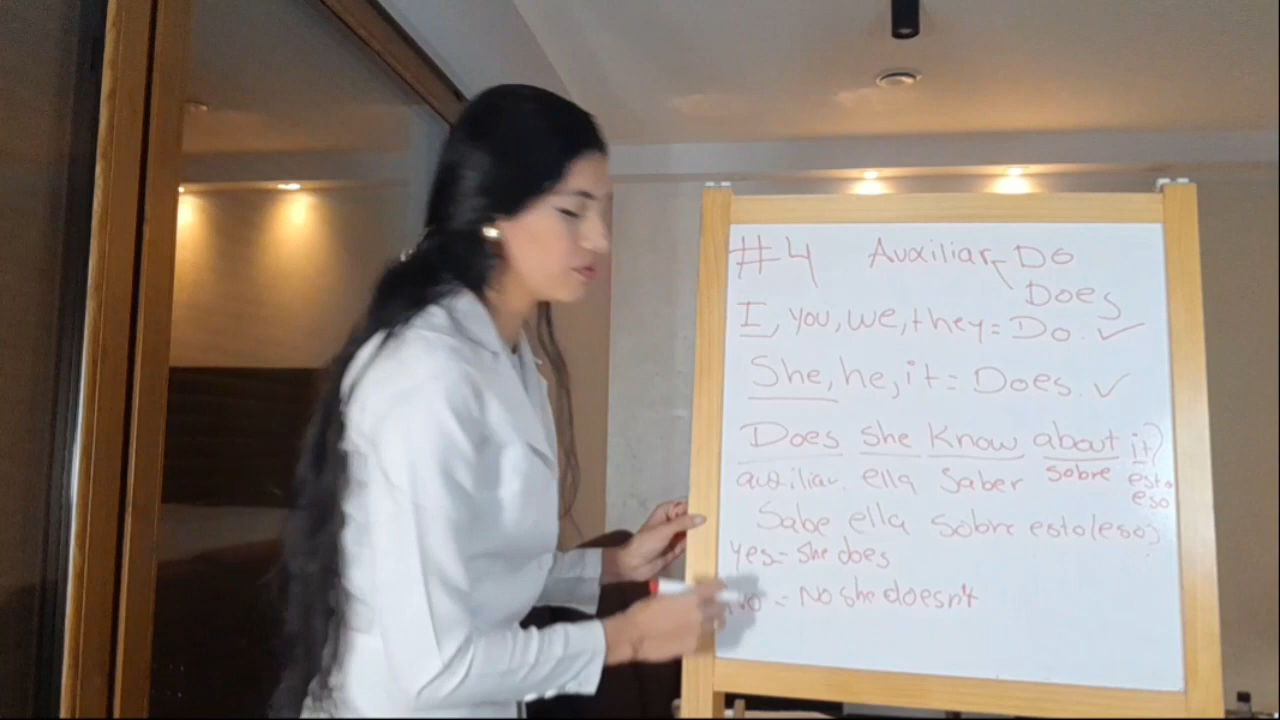 #4 Auxiliar DO
Does
I, you, we, they = Do. ✓
She, he, it = Does. ✓
Does she know about it?
auxiliar. ella saber sobre esto
eso
Sabe ella sobre esto(eso)
yes - she does
no - No she doesn't